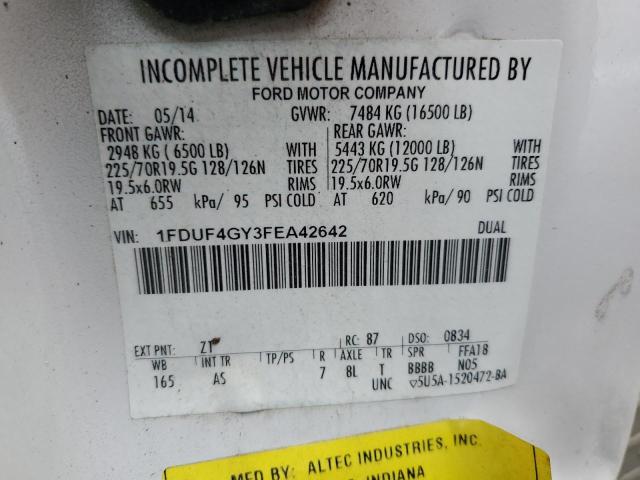 INCOMPLETE VEHICLE MANUFACTURED BY
FORD MOTOR COMPANY
DATE: 05/14 GVWR: 7484 KG (16500 LB)
FRONT GAWR: REAR GAWR:
2948 KG ( 6500 LB) WITH 5443 KG (12000 LB) WITH
225/70R19.5G 128/126N TIRES 225/70R19.5G 128/126N TIRES
19.5x6.0RW RIMS 19.5x6.0RW RIMS
AT 655 kPa/ 95 PSI COLD AT 620 kPa/ 90 PSI COLD
VIN: 1FDUF4GY3FEA42642 DUAL
EXT PNT: Z1 RC: 87 DSO: 0834
WB INT TR TP/PS R AXLE TR SPR FFA18
165 AS 7 8L T BBBB N05
UNC ▽5U5A-1520472-BA
MFD BY: ALTEC INDUSTRIES, INC.
INDIANA